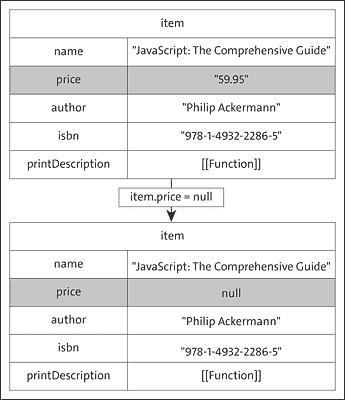 item
name "JavaScript: The Comprehensive Guide"
price "59.95"
author "Philip Ackermann"
isbn "978-1-4932-2286-5"
printDescription [[Function]]
item.price = null
item
name "JavaScript: The Comprehensive Guide"
price null
author "Philip Ackermann"
isbn "978-1-4932-2286-5"
printDescription [[Function]]